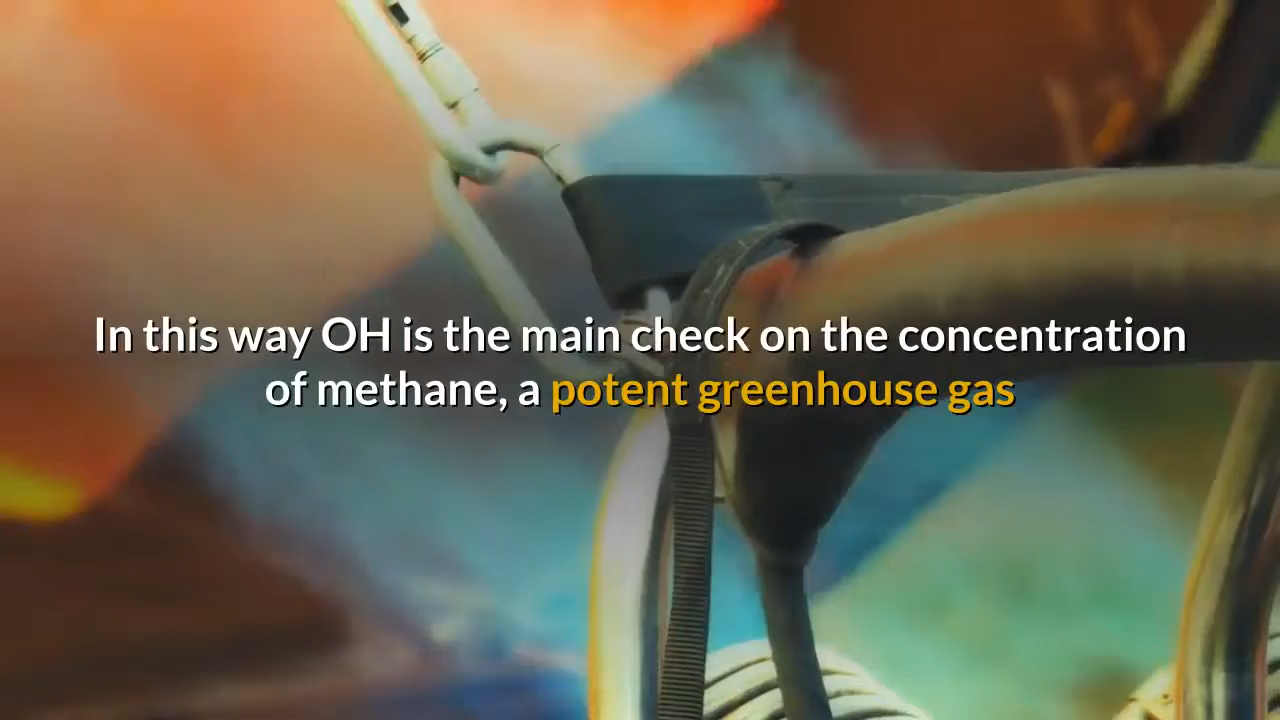 In this way OH is the main check on the concentration
of methane, a potent greenhouse gas